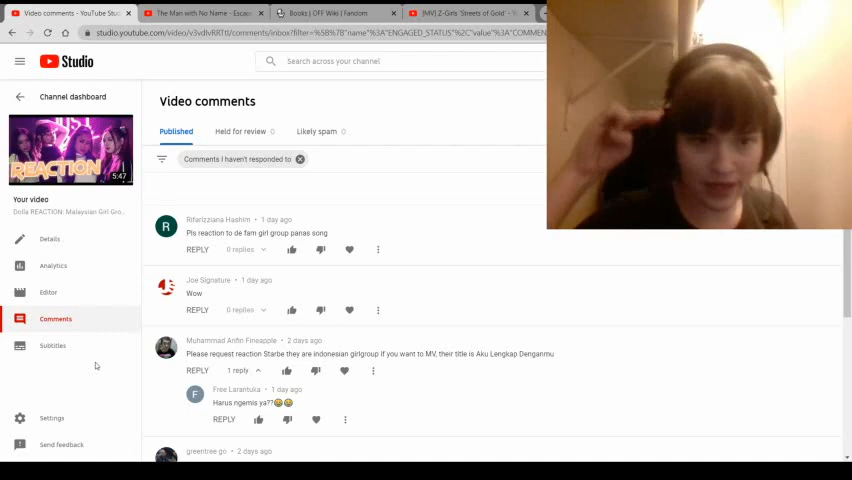 Video comments - YouTube Stud
The Man with No Name - Escap
Books | OFF Wiki | Fandom
[MV] Z-Girls 'Streets of Gold' -
studio.youtube.com/video/
/comments/inbox?filter=%5B%7B"name"%3A"ENGAGED_STATUS"%2C"value"%3A"COMMEN
Studio
Search across your channel
Channel dashboard
REACTION
5:47
Your video
Dolla REACTION: Malaysian Girl Gro...
Details
Analytics
Editor
Comments
Subtitles
Settings
Send feedback
Video comments
Published
Held for review 0
Likely spam 0
Comments I haven't responded to
R
Rifarizziana Hashim • 1 day ago
Pls reaction to de fam girl group panas song
REPLY 0 replies
Joe Signature • 1 day ago
Wow
REPLY 0 replies
Muhammad Arifin Fineapple • 2 days ago
Please request reaction Starbe they are indonesian girlgroup if you want to MV, their title is Aku Lengkap Denganmu
REPLY 1 reply
F
Free Larantuka • 1 day ago
Harus ngemis ya??😂😂
REPLY
greentree go • 2 days ago